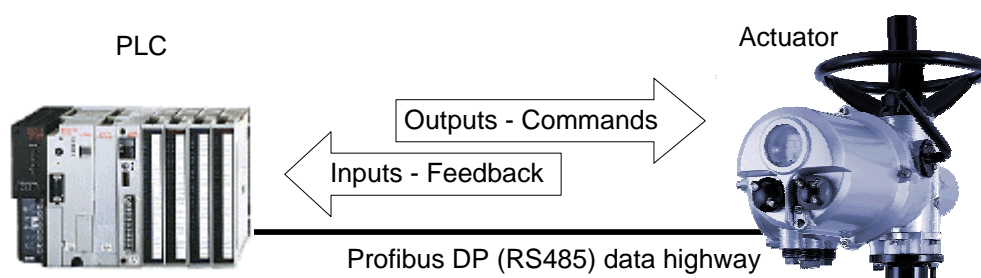 PLC
Actuator
Outputs - Commands
Inputs - Feedback
Profibus DP (RS485) data highway